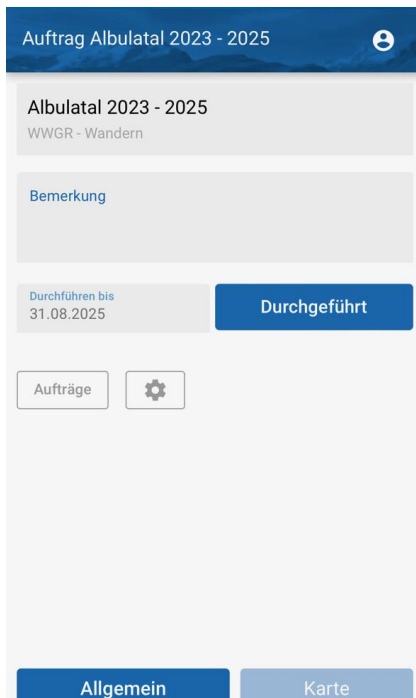 Auftrag Albulatal 2023 - 2025
Albulatal 2023 - 2025
WWGR - Wandern
Bemerkung
Durchführen bis
31.08.2025
Durchgeführt
Aufträge
Allgemein
Karte